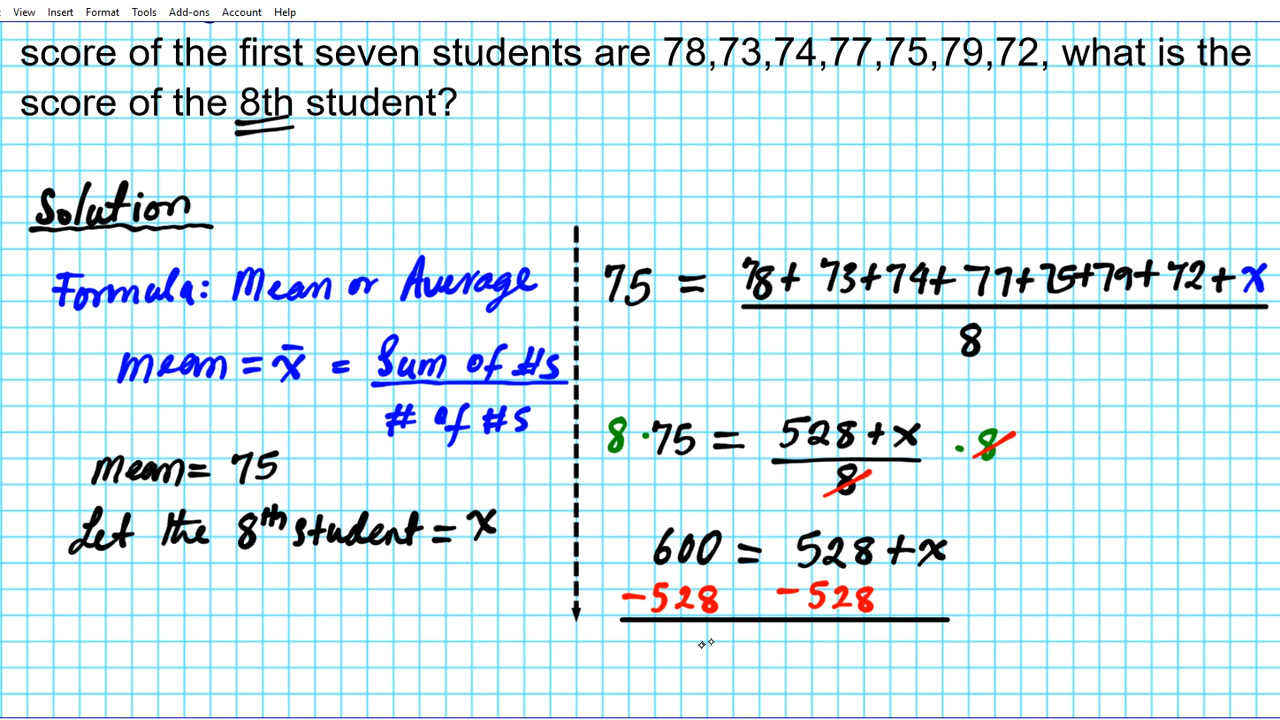 View Insert Format Tools Add-ons Account Help
score of the first seven students are 78,73,74,77,75,79,72, what is the
score of the 8th student?
Solution
Formula: Mean or Average
mean = x̄ = Sum of #s
# of #s
mean = 75
Let the 8th student = x
75 = 78 + 73 + 74 + 77 + 75 + 79 + 72 + x
8
8 · 75 = 528 + x · 8
8
600 = 528 + x
-528 -528